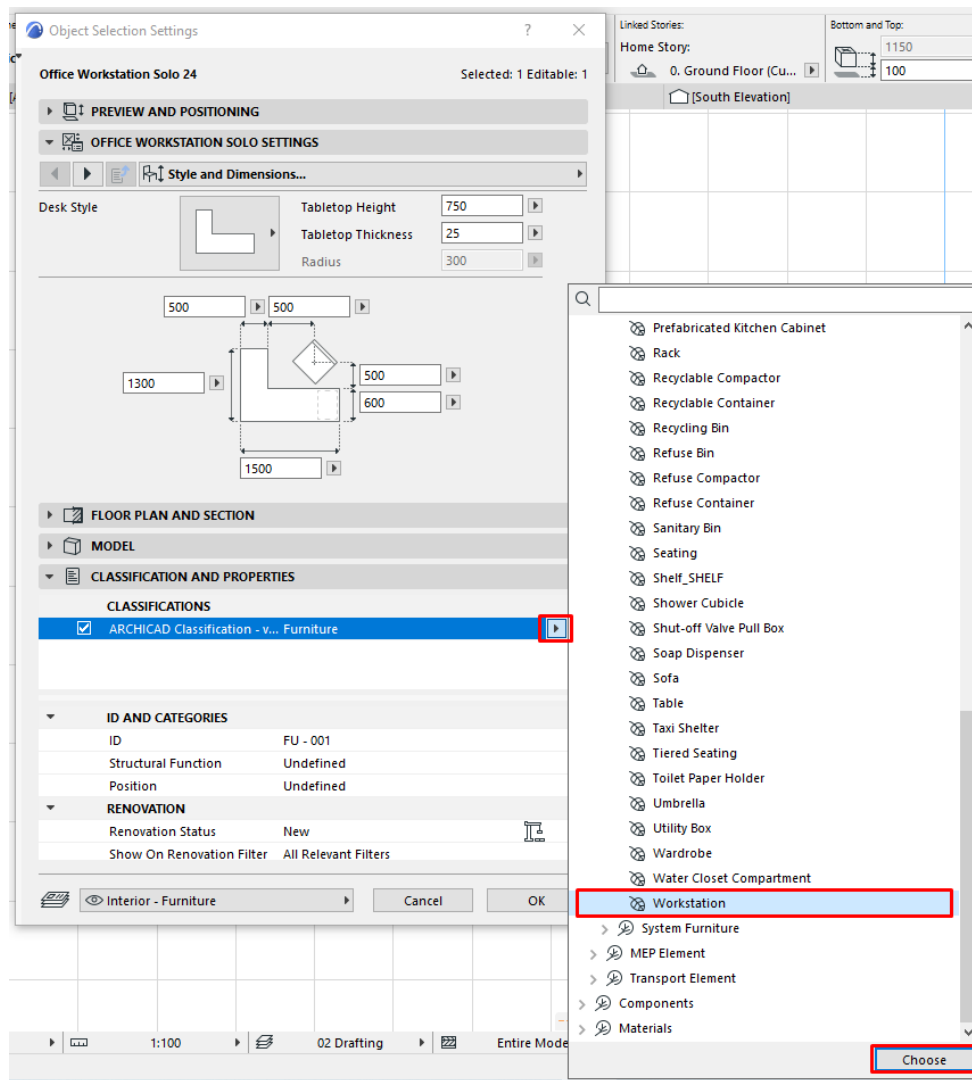 Object Selection Settings
?
Linked Stories:
Bottom and Top:
Home Story:
1150
0. Ground Floor (Cu...
100
Office Workstation Solo 24
Selected: 1 Editable: 1
[South Elevation]
PREVIEW AND POSITIONING
OFFICE WORKSTATION SOLO SETTINGS
Style and Dimensions...
Desk Style
Tabletop Height
750
Tabletop Thickness
25
Radius
300
500
500
1300
500
600
1500
FLOOR PLAN AND SECTION
MODEL
CLASSIFICATION AND PROPERTIES
CLASSIFICATIONS
ARCHICAD Classification - v... Furniture
ID AND CATEGORIES
ID FU - 001
Structural Function Undefined
Position Undefined
RENOVATION
Renovation Status New
Show On Renovation Filter All Relevant Filters
Interior - Furniture
Cancel
OK
Prefabricated Kitchen Cabinet
Rack
Recyclable Compactor
Recyclable Container
Recycling Bin
Refuse Bin
Refuse Compactor
Refuse Container
Sanitary Bin
Seating
Shelf_SHELF
Shower Cubicle
Shut-off Valve Pull Box
Soap Dispenser
Sofa
Table
Taxi Shelter
Tiered Seating
Toilet Paper Holder
Umbrella
Utility Box
Wardrobe
Water Closet Compartment
Workstation
System Furniture
MEP Element
Transport Element
Components
Materials
Choose
1:100
02 Drafting
Entire Mode